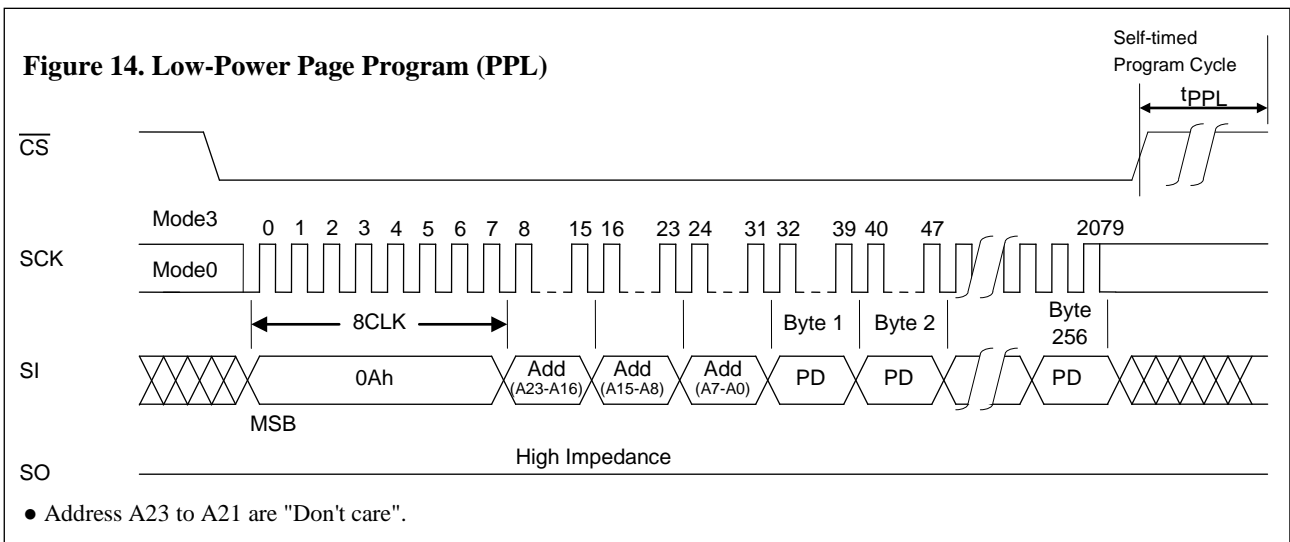 Self-timed
Program Cycle
Figure 14. Low-Power Page Program (PPL)
tPPL
CS
Mode3
0 1 2 3 4 5 6 7 8 15 16 23 24 31 32 39 40 47 2079
SCK
Mode0
8CLK
Byte 1
Byte 2
Byte
256
SI
0Ah
Add
(A23-A16)
Add
(A15-A8)
Add
(A7-A0)
PD
PD
PD
MSB
High Impedance
SO
● Address A23 to A21 are "Don't care".